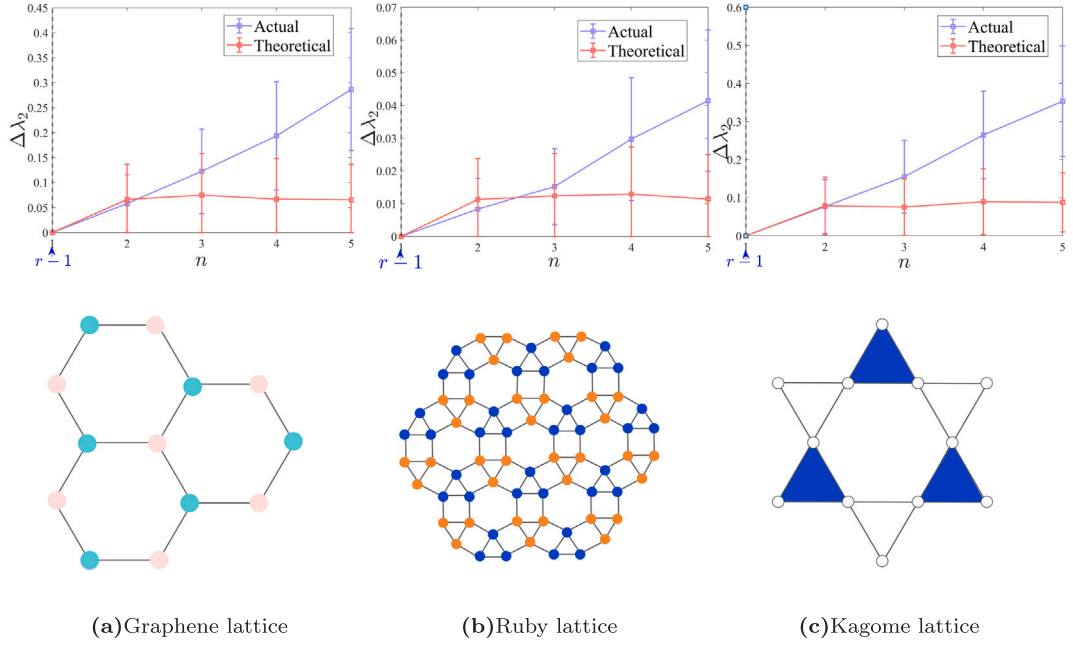 0.45
0.4
0.35
0.3
0.25
0.2
0.15
0.1
0.05
0
Δλ₂
Actual
Theoretical
2
3
4
5
r − 1
n
0.07
0.06
0.05
0.04
0.03
0.02
0.01
0
Δλ₂
Actual
Theoretical
1
2
3
4
5
r − 1
n
0.6
0.5
0.4
0.3
0.2
0.1
0
Δλ₂
Actual
Theoretical
1
2
3
4
5
r − 1
n
(a)Graphene lattice
(b)Ruby lattice
(c)Kagome lattice